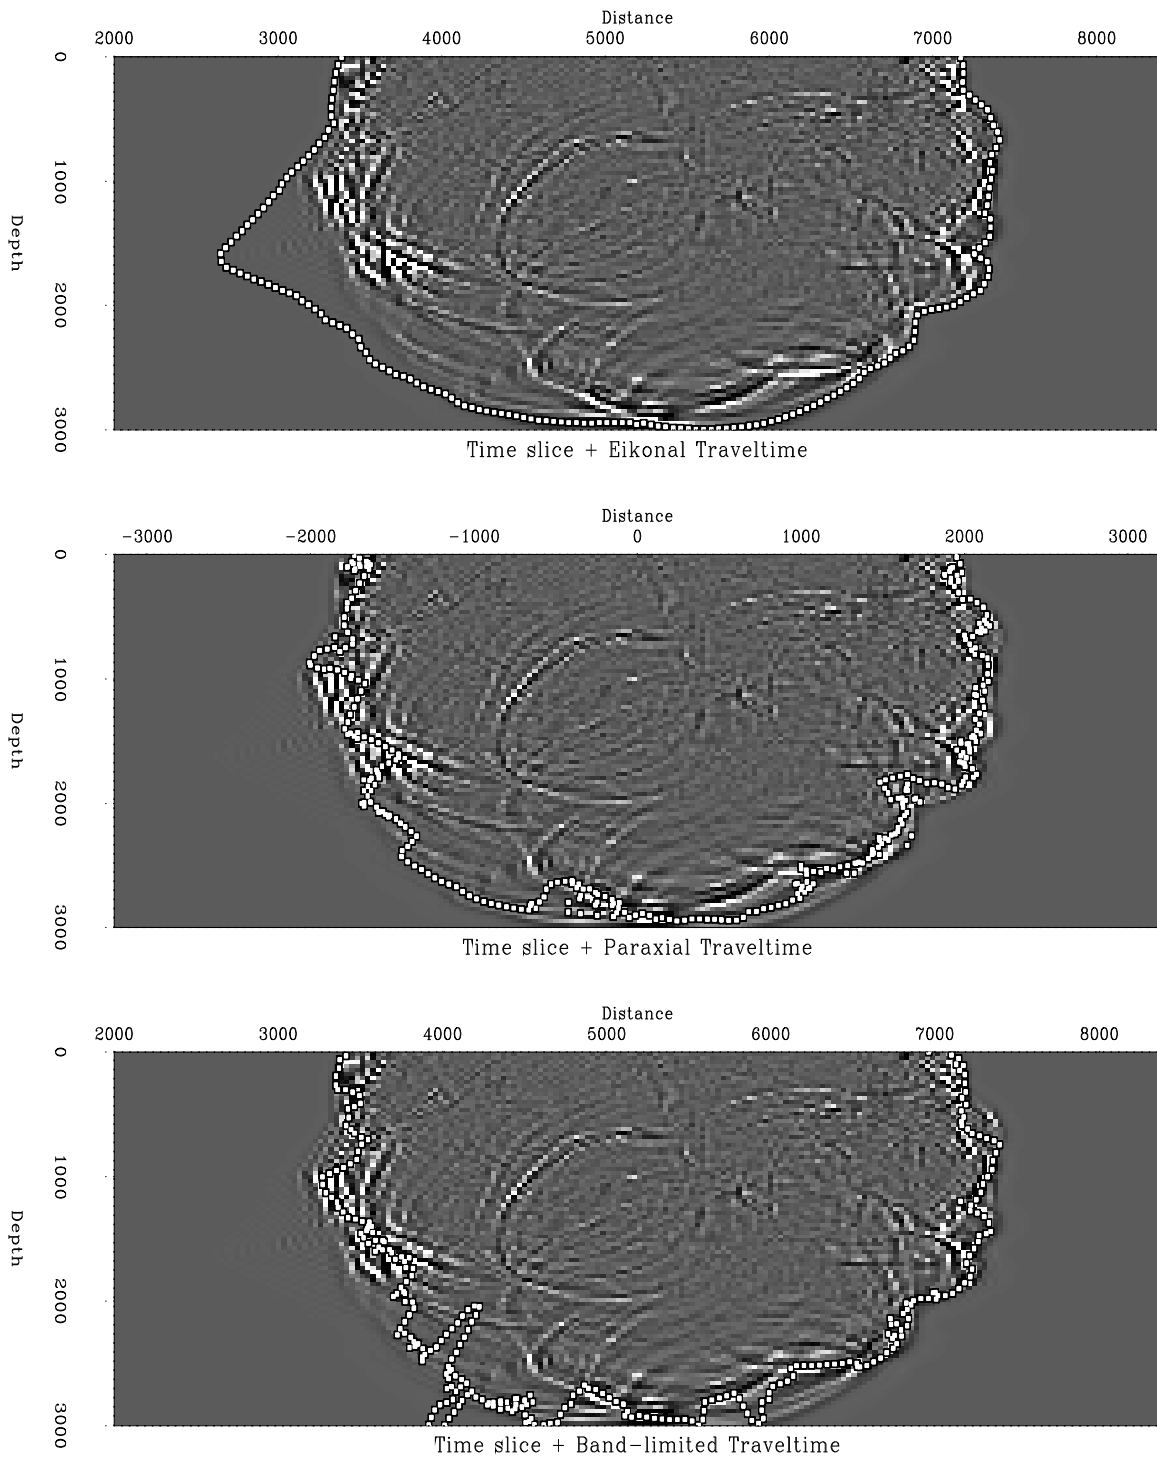 Distance
2000 3000 4000 5000 6000 7000 8000
0
1000
Depth
2000
3000
Time slice + Eikonal Traveltime
Distance
-3000 -2000 -1000 0 1000 2000 3000
0
1000
Depth
2000
3000
Time slice + Paraxial Traveltime
Distance
2000 3000 4000 5000 6000 7000 8000
0
1000
Depth
2000
3000
Time slice + Band-limited Traveltime